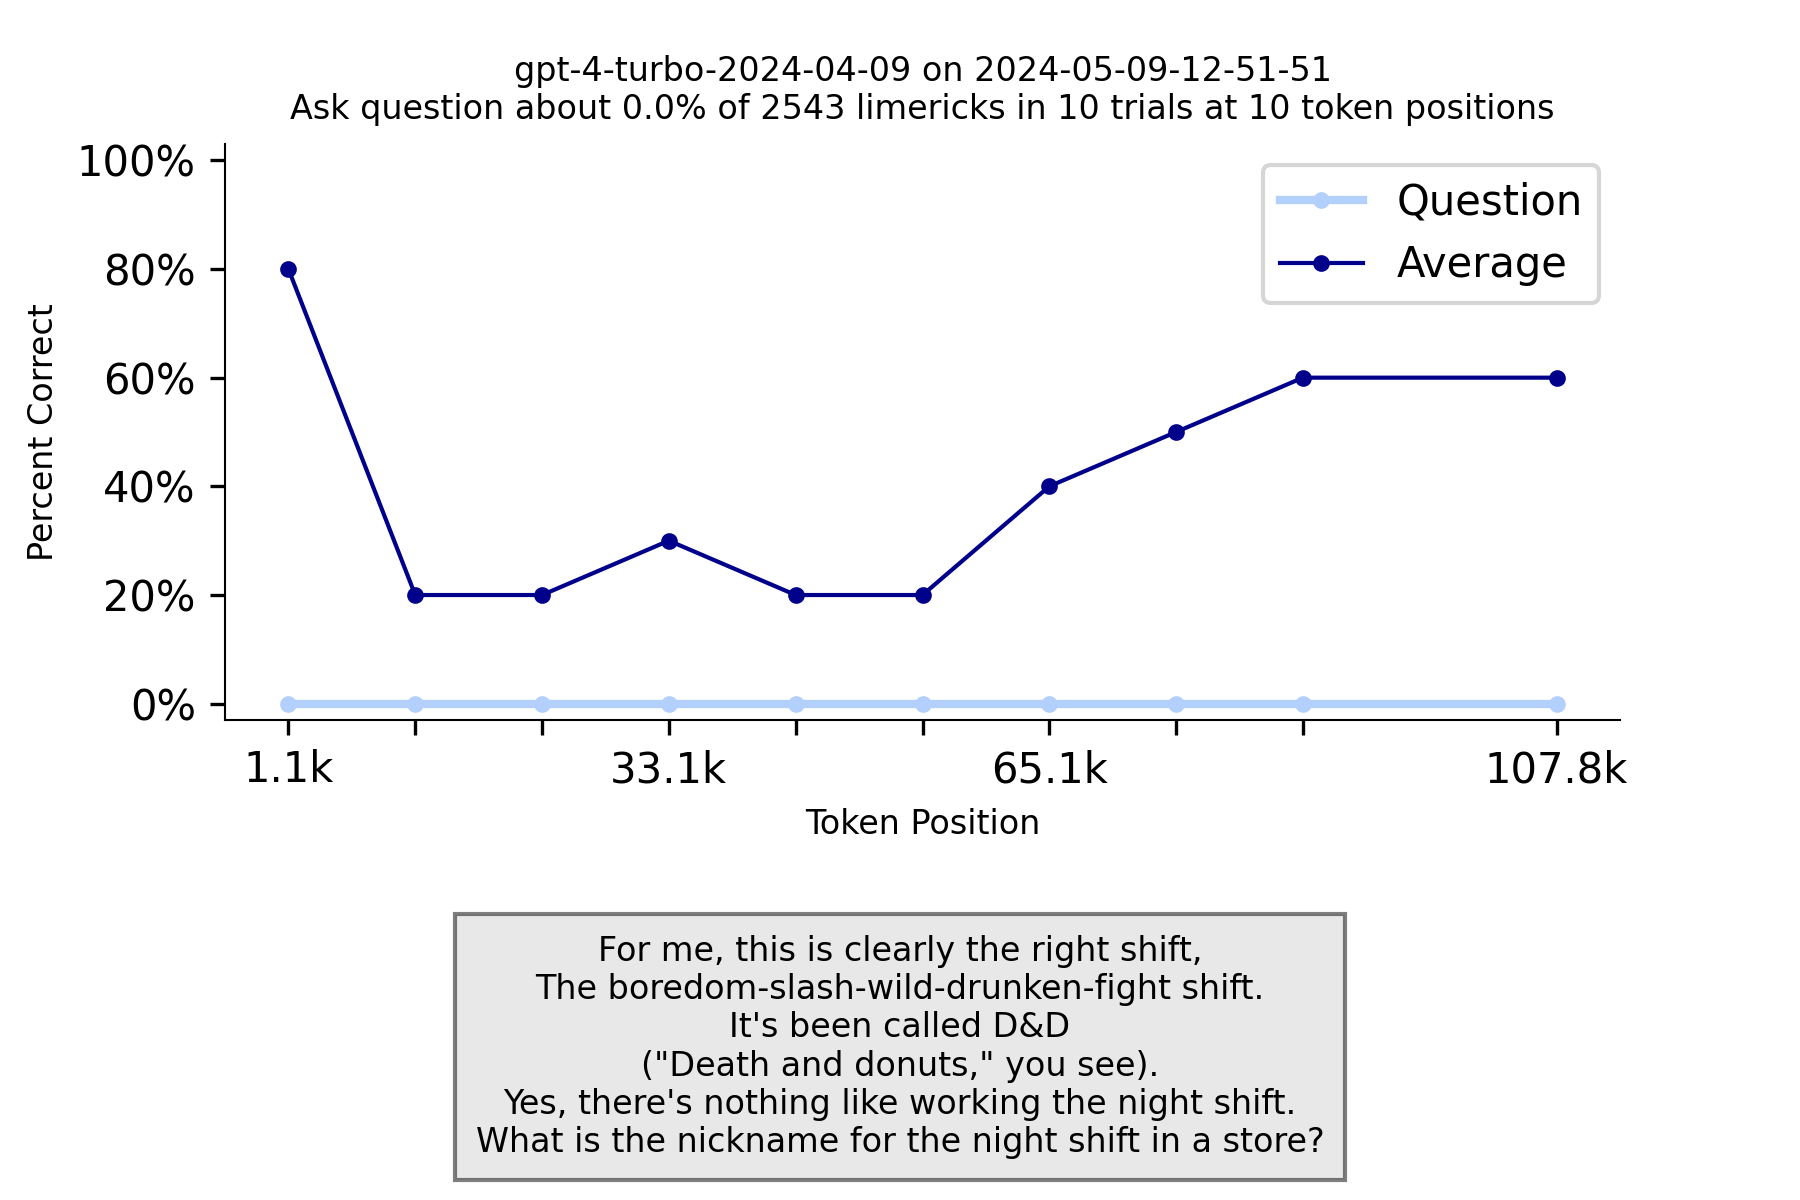 gpt-4-turbo-2024-04-09 on 2024-05-09-12-51-51
Ask question about 0.0% of 2543 limericks in 10 trials at 10 token positions
100%
80%
60%
40%
20%
0%
Percent Correct
Question
Average
1.1k
33.1k
65.1k
107.8k
Token Position
For me, this is clearly the right shift,
The boredom-slash-wild-drunken-fight shift.
It's been called D&D
("Death and donuts," you see).
Yes, there's nothing like working the night shift.
What is the nickname for the night shift in a store?